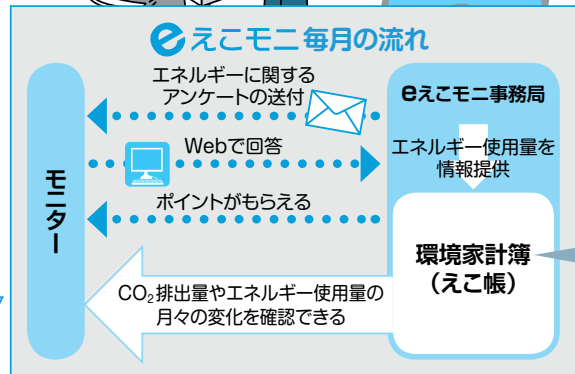 eえこモニ 毎月の流れ
エネルギーに関する
アンケートの送付
eえこモニ事務局
Webで回答
エネルギー使用量を
情報提供
モニター
ポイントがもらえる
環境家計簿
(えこ帳)
CO₂排出量やエネルギー使用量の
月々の変化を確認できる